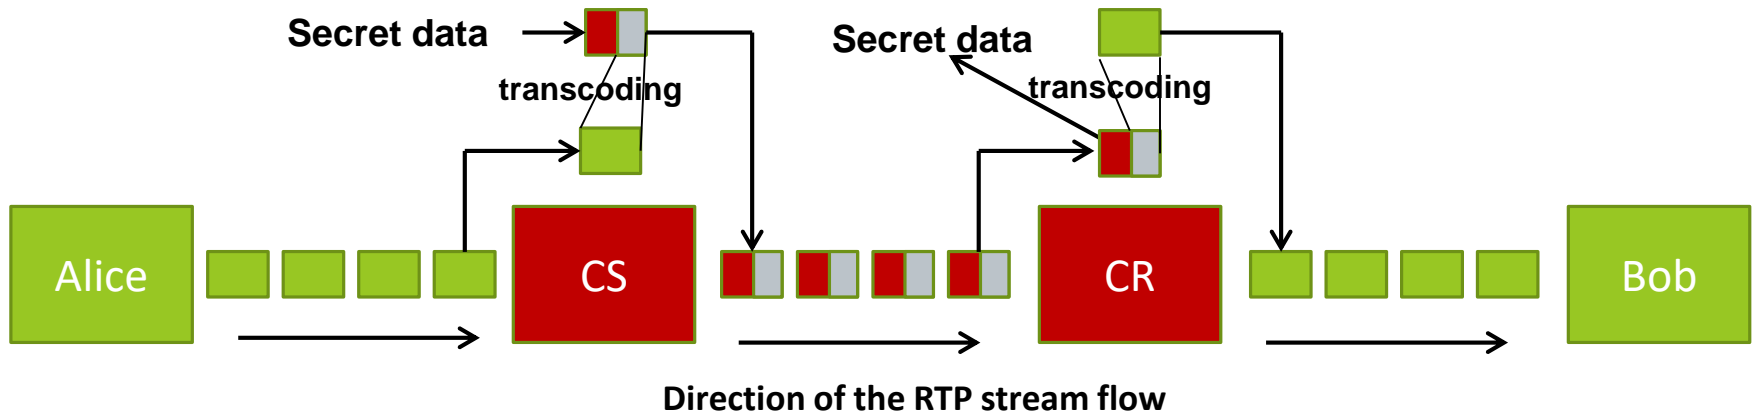 Secret data
transcoding
Secret data
transcoding
Alice
CS
CR
Bob
Direction of the RTP stream flow